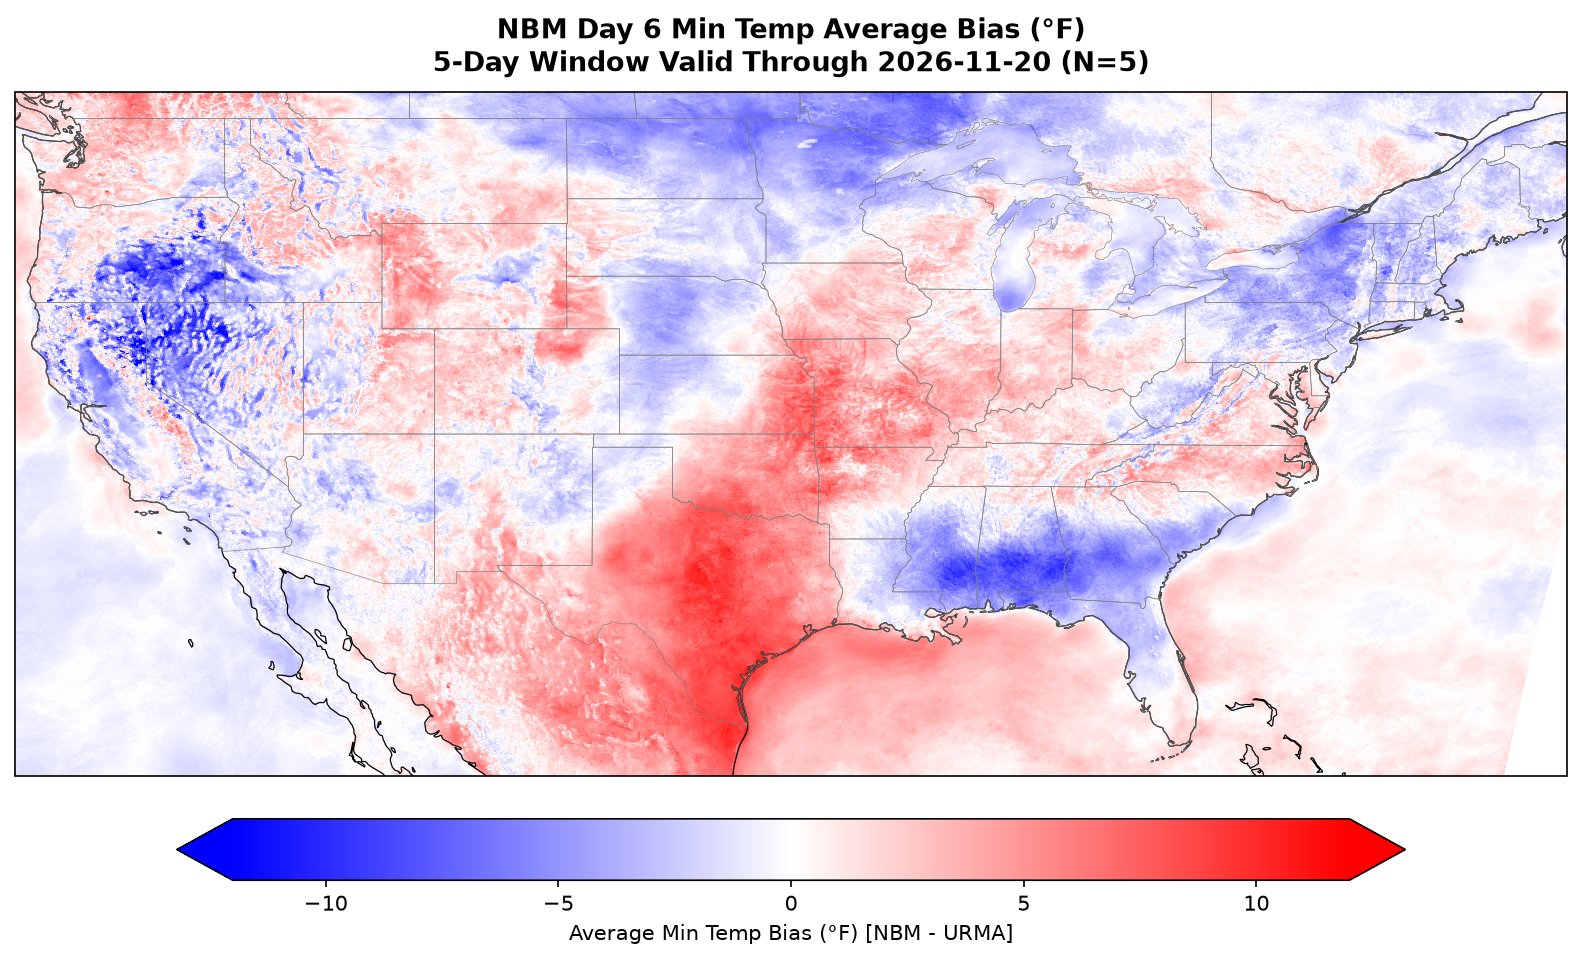 NBM Day 6 Min Temp Average Bias (°F)
5-Day Window Valid Through 2026-11-20 (N=5)
−10 −5 0 5 10
Average Min Temp Bias (°F) [NBM - URMA]